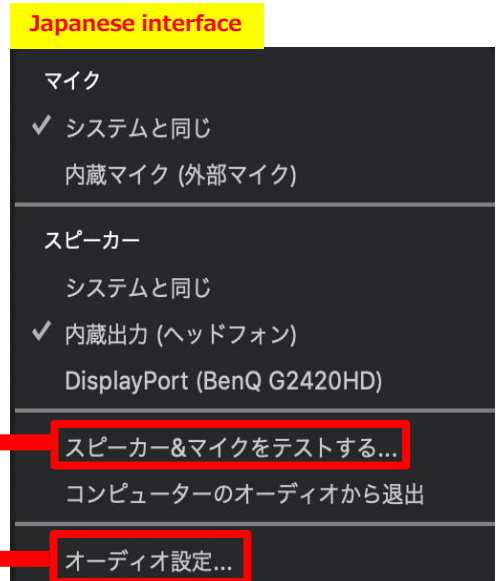 Japanese interface
マイク
システムと同じ
内蔵マイク (外部マイク)
スピーカー
システムと同じ
内蔵出力 (ヘッドフォン)
DisplayPort (BenQ G2420HD)
スピーカー&マイクをテストする...
コンピューターのオーディオから退出
オーディオ設定...